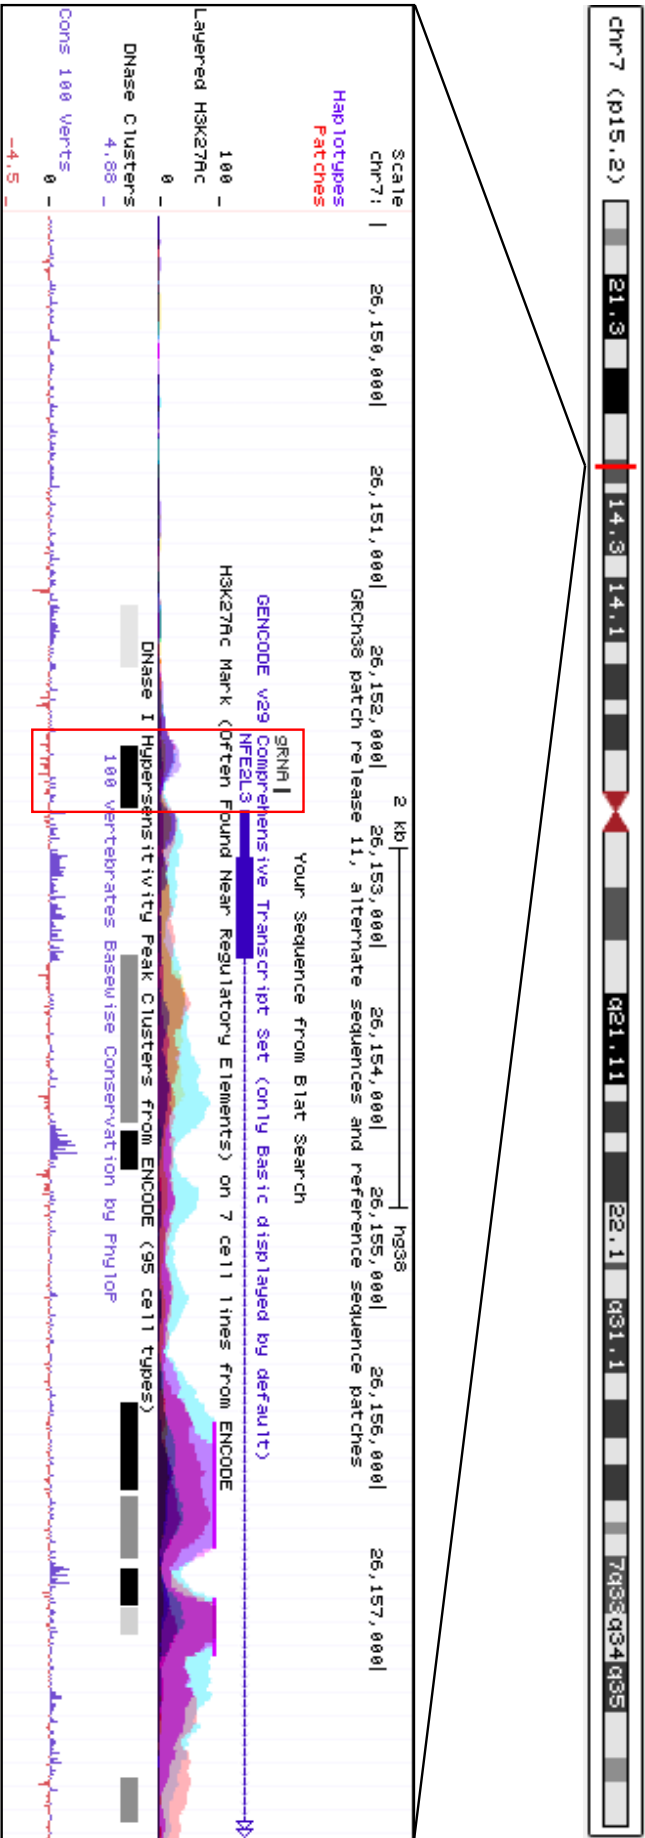 chr7 (p15.2) 21.3 14.3 14.1 q21.11 22.1 q31.1 7q33 q34 q35
Scale 2 kb hg38
chr7: | 26,150,000| 26,151,000| 26,152,000| 26,153,000| 26,154,000| 26,155,000| 26,156,000| 26,157,000|
GRCh38 patch release 11, alternate sequences and reference sequence patches
Haplotypes
Patches
Your Sequence from Blat Search
gRNA
GENCODE v29 Comprehensive Transcript Set (only Basic displayed by default)
NFE2L3
H3K27Ac Mark (Often Found Near Regulatory Elements) on 7 cell lines from ENCODE
100 -
Layered H3K27Ac
0 -
DNase I Hypersensitivity Peak Clusters from ENCODE (95 cell types)
DNase Clusters
100 vertebrates Basewise Conservation by PhyloP
4.88 -
Cons 100 Verts
0 -
-4.5 -